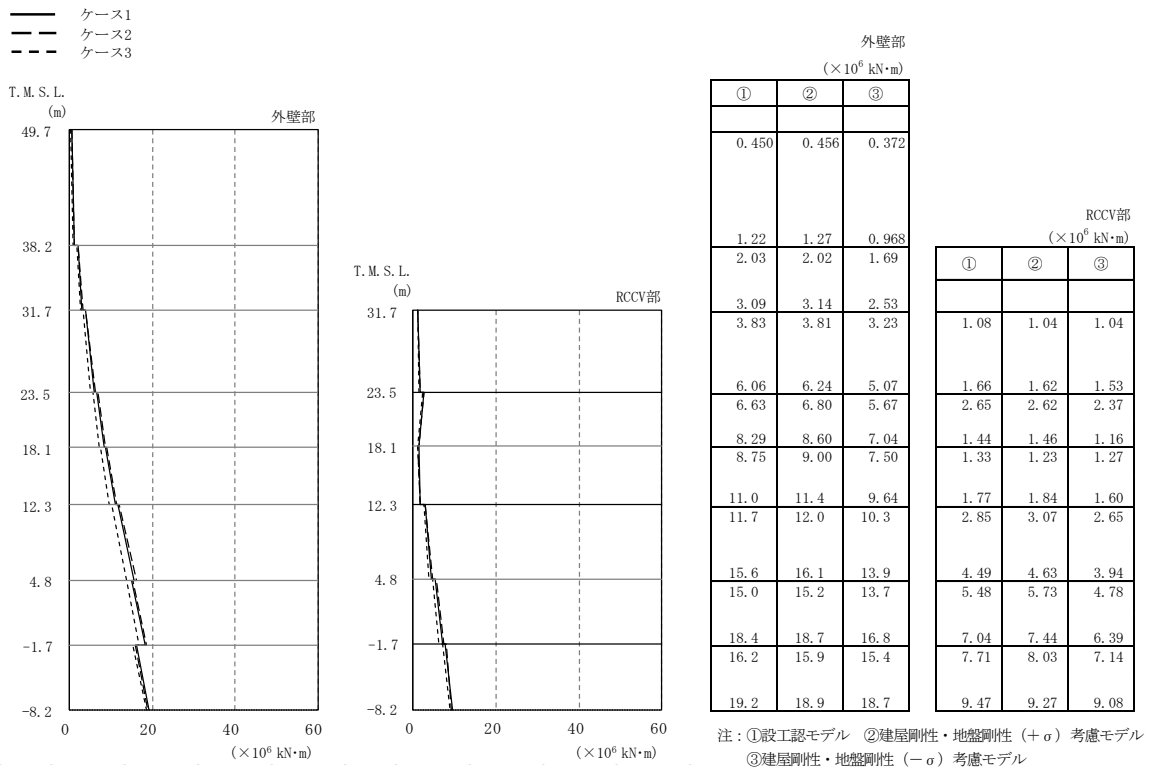 ケース1
ケース2
ケース3
T.M.S.L.
(m)
外壁部
49.7
38.2
31.7
23.5
18.1
12.3
4.8
-1.7
-8.2
0 20 40 60
(×10⁶ kN・m)
T.M.S.L.
(m)
RCCV部
31.7
23.5
18.1
12.3
4.8
-1.7
-8.2
0 20 40 60
(×10⁶ kN・m)
外壁部
(×10⁶ kN・m)
① ② ③
0.450 0.456 0.372
1.22 1.27 0.968
2.03 2.02 1.69
3.09 3.14 2.53
3.83 3.81 3.23
6.06 6.24 5.07
6.63 6.80 5.67
8.29 8.60 7.04
8.75 9.00 7.50
11.0 11.4 9.64
11.7 12.0 10.3
15.6 16.1 13.9
15.0 15.2 13.7
18.4 18.7 16.8
16.2 15.9 15.4
19.2 18.9 18.7
RCCV部
(×10⁶ kN・m)
① ② ③
1.08 1.04 1.04
1.66 1.62 1.53
2.65 2.62 2.37
1.44 1.46 1.16
1.33 1.23 1.27
1.77 1.84 1.60
2.85 3.07 2.65
4.49 4.63 3.94
5.48 5.73 4.78
7.04 7.44 6.39
7.71 8.03 7.14
9.47 9.27 9.08
注：①設工認モデル ②建屋剛性・地盤剛性（＋σ）考慮モデル
③建屋剛性・地盤剛性（－σ）考慮モデル